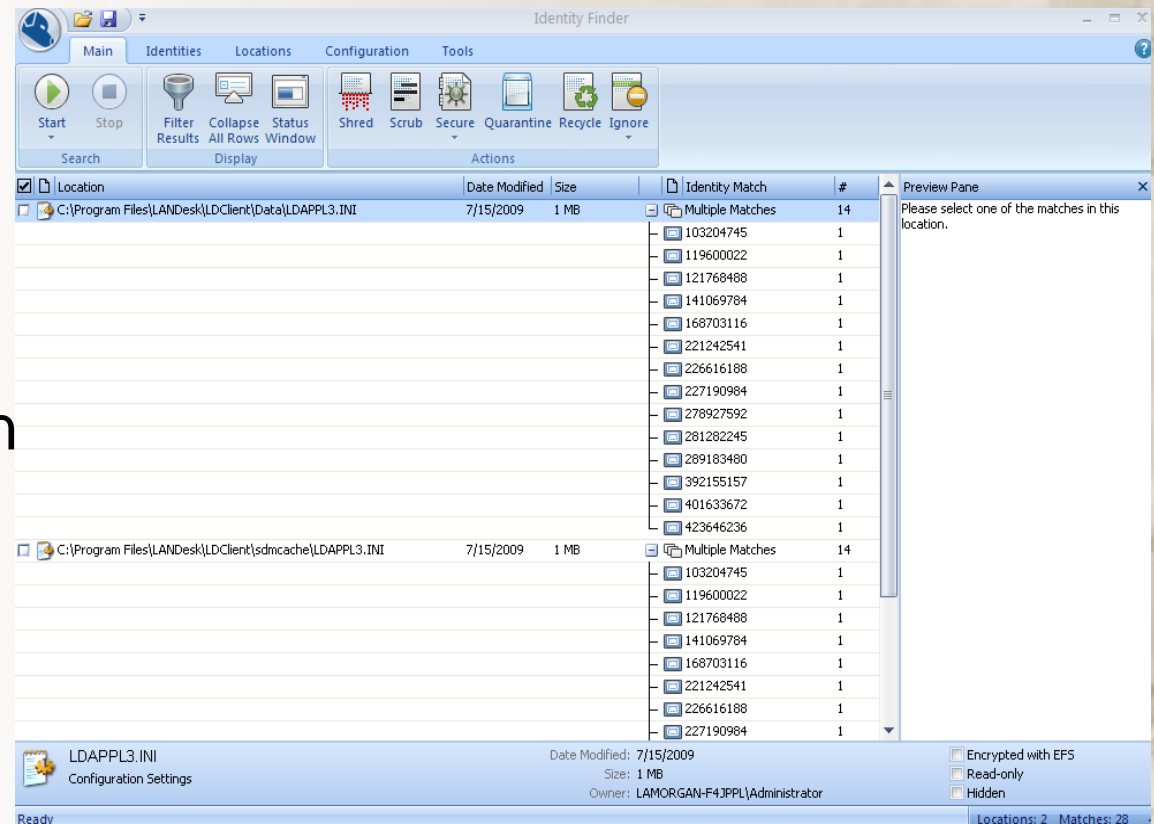 Identity Finder
Main Identities Locations Configuration Tools
Start Stop Filter Results Collapse All Rows Status Window Shred Scrub Secure Quarantine Recycle Ignore
Search Display Actions
Location Date Modified Size Identity Match # Preview Pane
C:\Program Files\LANDesk\LDClient\Data\LDAPPL3.INI 7/15/2009 1 MB Multiple Matches 14 Please select one of the matches in this
location.
103204745 1
119600022 1
121768488 1
141069784 1
168703116 1
221242541 1
226616188 1
227190984 1
278927592 1
281282245 1
289183480 1
392155157 1
401633672 1
423646236 1
C:\Program Files\LANDesk\LDClient\sdmcache\LDAPPL3.INI 7/15/2009 1 MB Multiple Matches 14
103204745 1
119600022 1
121768488 1
141069784 1
168703116 1
221242541 1
226616188 1
227190984 1
LDAPPL3.INI Date Modified: 7/15/2009 Encrypted with EFS
Configuration Settings Size: 1 MB Read-only
Owner: LAMORGAN-F4JPPL\Administrator Hidden
Ready Locations: 2 Matches: 28